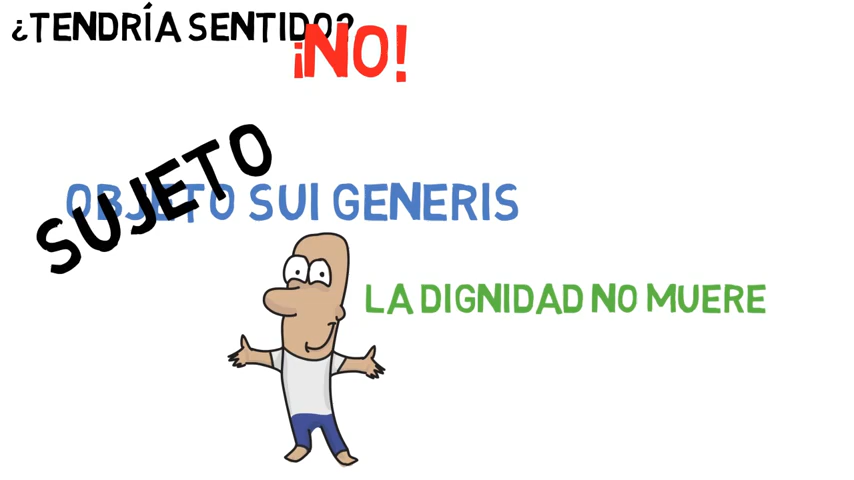 ¿TENDRÍA SENTIDO?
¡NO!
SUJETO
OBJETO SUI GENERIS
LA DIGNIDAD NO MUERE